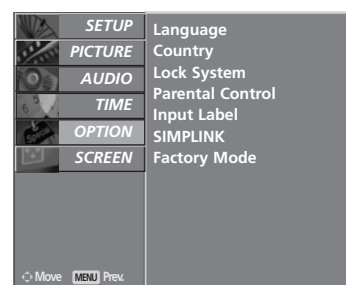 SETUP
PICTURE
AUDIO
TIME
OPTION
SCREEN
Language
Country
Lock System
Parental Control
Input Label
SIMPLINK
Factory Mode
Move MENU Prev.